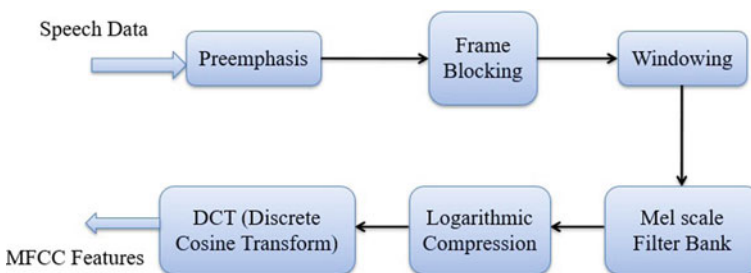 Speech Data
Preemphasis
Frame
Blocking
Windowing
Mel scale
Filter Bank
Logarithmic
Compression
DCT (Discrete
Cosine Transform)
MFCC Features